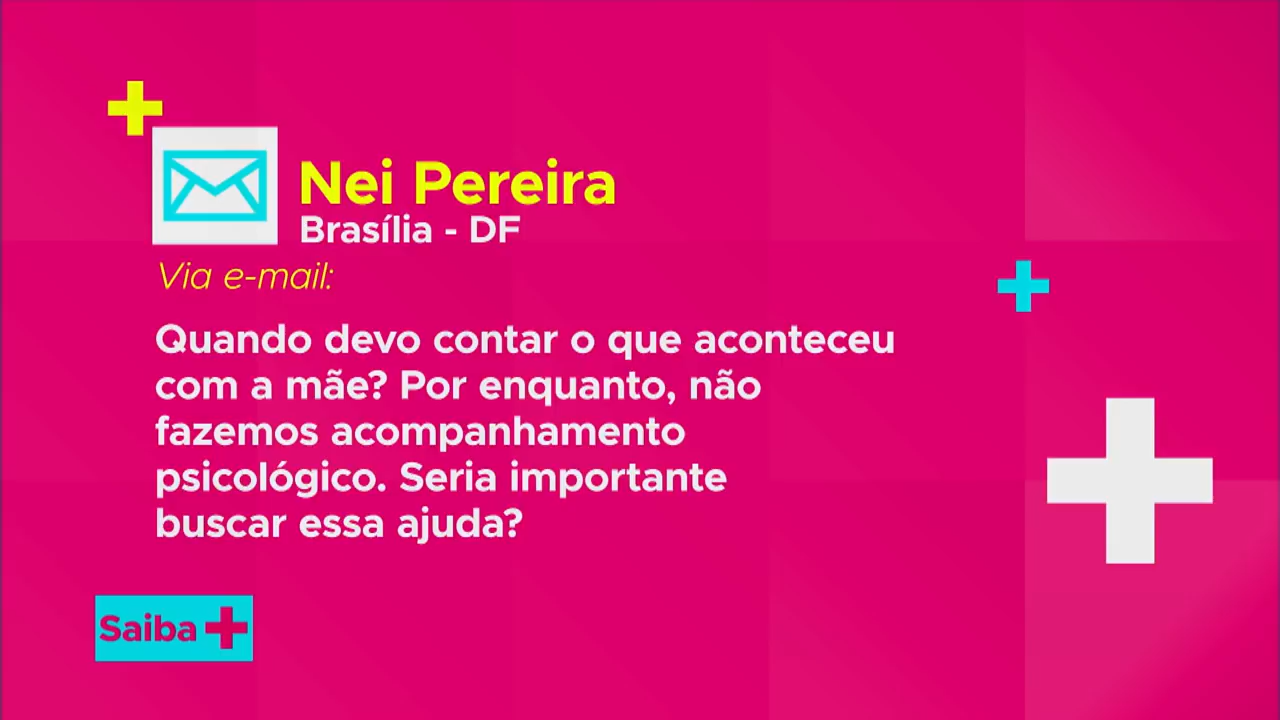 Nei Pereira
Brasília - DF
Via e-mail:
Quando devo contar o que aconteceu
com a mãe? Por enquanto, não
fazemos acompanhamento
psicológico. Seria importante
buscar essa ajuda?
Saiba+